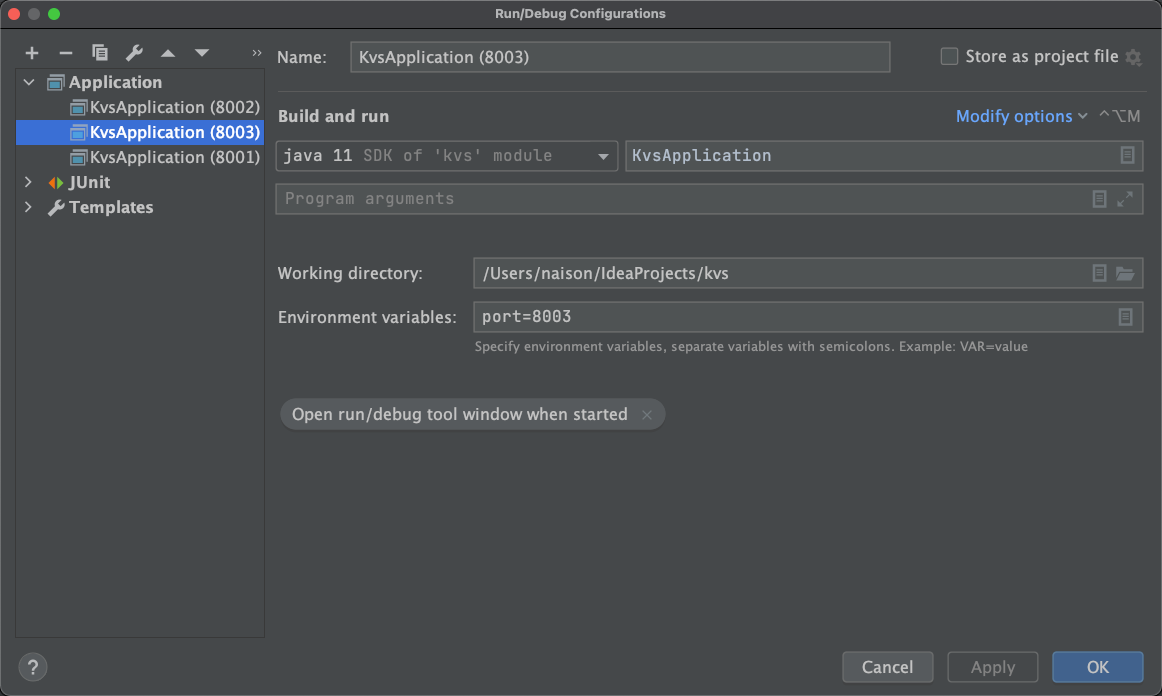 Run/Debug Configurations
Name: KvsApplication (8003) Store as project file
Application
KvsApplication (8002)
KvsApplication (8003)
KvsApplication (8001)
JUnit
Templates
Build and run Modify options ^⌥M
java 11 SDK of 'kvs' module KvsApplication
Program arguments
Working directory: /Users/naison/IdeaProjects/kvs
Environment variables: port=8003
Specify environment variables, separate variables with semicolons. Example: VAR=value
Open run/debug tool window when started
? Cancel Apply OK